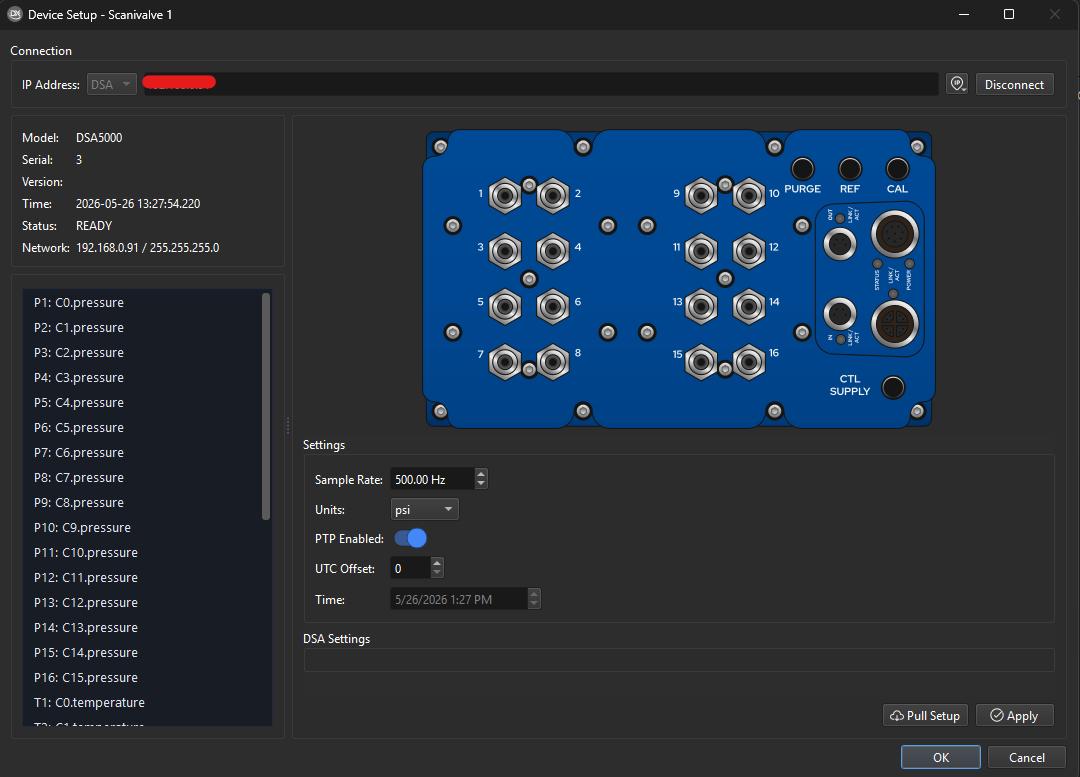 DX Device Setup - Scanivalve 1
Connection
IP Address: DSA
IP
Disconnect
Model: DSA5000
Serial: 3
Version:
Time: 2026-05-26 13:27:54.220
Status: READY
Network: 192.168.0.91 / 255.255.255.0
P1: C0.pressure
P2: C1.pressure
P3: C2.pressure
P4: C3.pressure
P5: C4.pressure
P6: C5.pressure
P7: C6.pressure
P8: C7.pressure
P9: C8.pressure
P10: C9.pressure
P11: C10.pressure
P12: C11.pressure
P13: C12.pressure
P14: C13.pressure
P15: C14.pressure
P16: C15.pressure
T1: C0.temperature
T2: C1.temperature
1 2 9 10
PURGE REF CAL
3 4 11 12
5 6 13 14
7 8 15 16
OUT LINK/ACT
STATUS LINK/ACT POWER
IN LINK/ACT
CTL
SUPPLY
Settings
Sample Rate: 500.00 Hz
Units: psi
PTP Enabled:
UTC Offset: 0
Time: 5/26/2026 1:27 PM
DSA Settings
Pull Setup Apply
OK Cancel